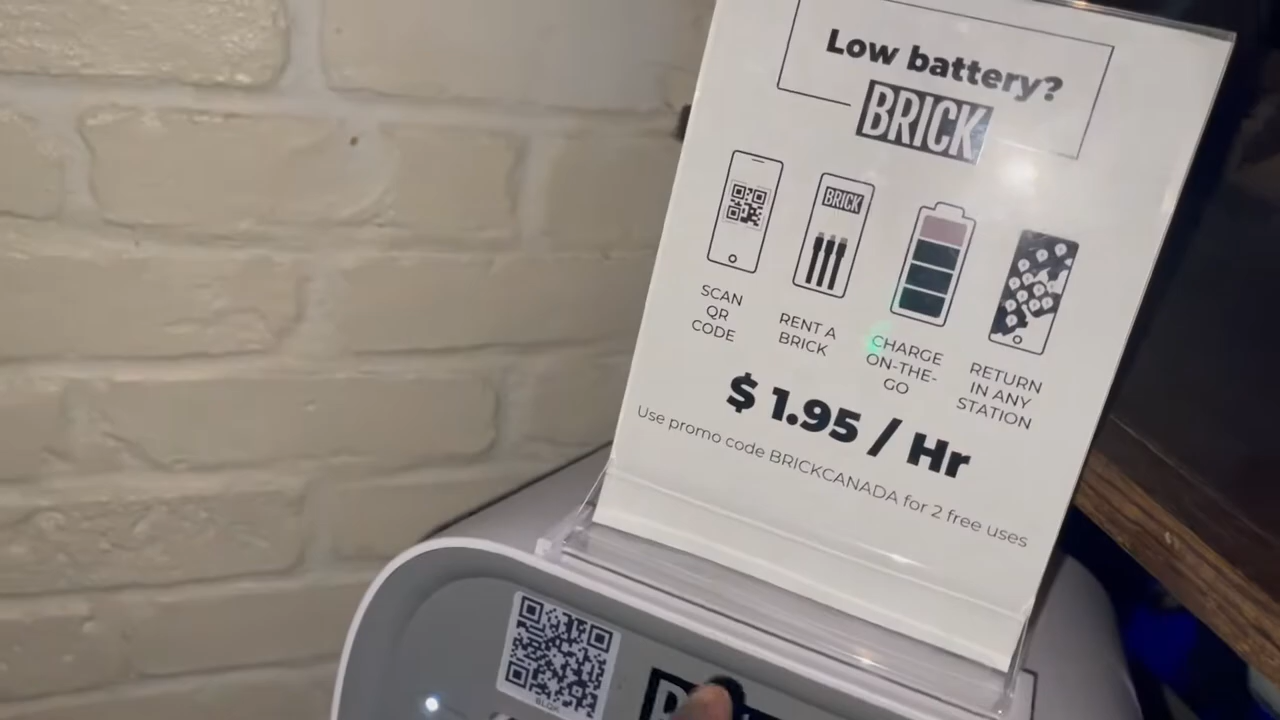 Low battery?
BRICK
BRICK
SCAN
QR
CODE
RENT A
BRICK
CHARGE
ON-THE-
GO
RETURN
IN ANY
STATION
$ 1.95 / Hr
Use promo code BRICKCANADA for 2 free uses